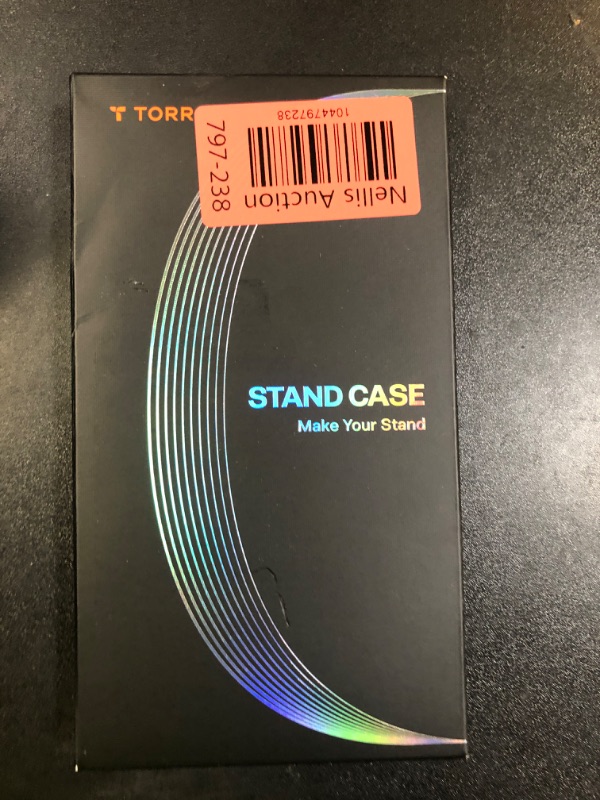 TORR
1044797238
Nellis Auction
797-238
STAND CASE
Make Your Stand